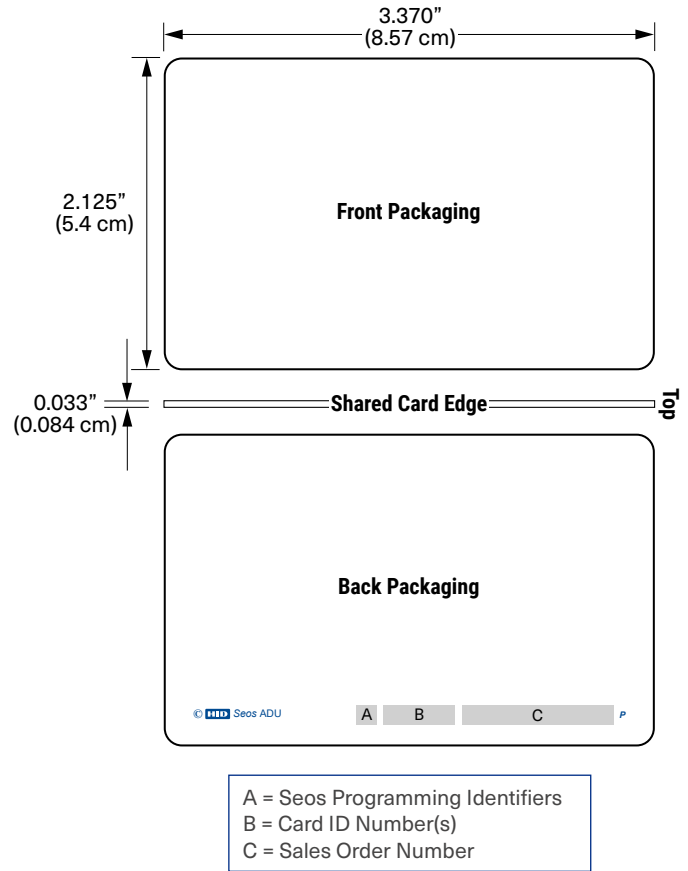 3.370”
(8.57 cm)
2.125”
(5.4 cm)
Front Packaging
0.033”
(0.084 cm)
Shared Card Edge
Top
Back Packaging
© HID Seos ADU A B C P
A = Seos Programming Identifiers
B = Card ID Number(s)
C = Sales Order Number